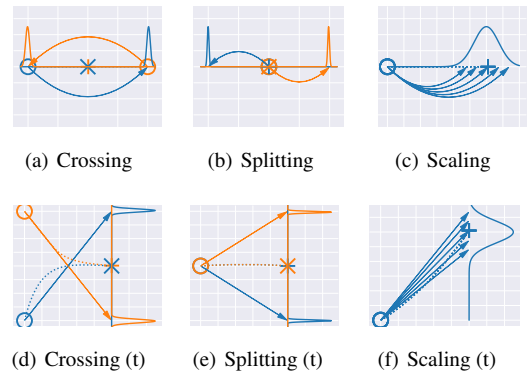 (a) Crossing
(b) Splitting
(c) Scaling
(d) Crossing (t)
(e) Splitting (t)
(f) Scaling (t)